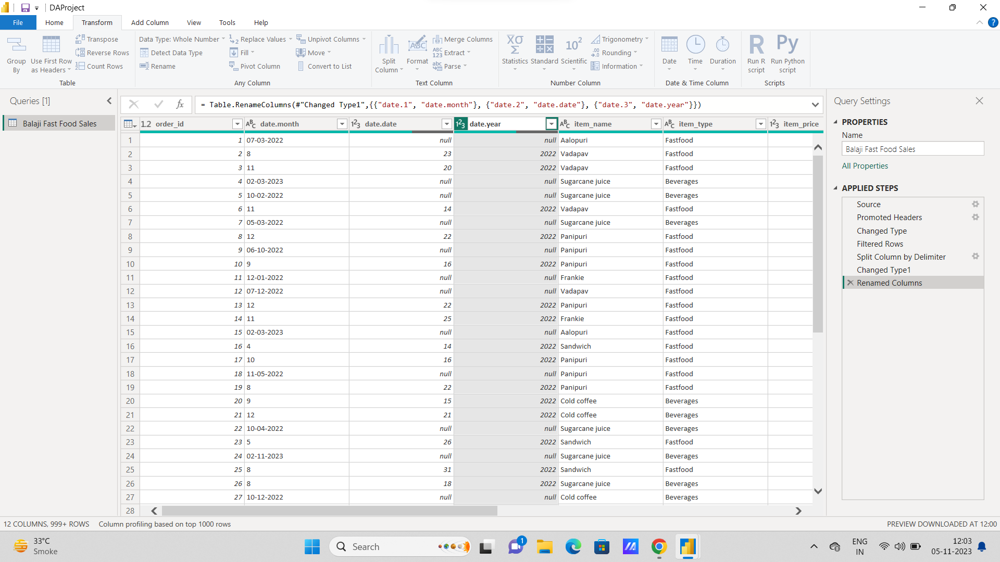 DAProject
File Home Transform Add Column View Tools Help
Group By
Use First Row as Headers
Transpose
Reverse Rows
Count Rows
Table
Data Type: Whole Number
Detect Data Type
Rename
Replace Values
Fill
Pivot Column
Unpivot Columns
Move
Convert to List
Any Column
Split Column
Format
Merge Columns
Extract
Parse
Text Column
Statistics
Standard
Scientific
Trigonometry
Rounding
Information
Number Column
Date
Time
Duration
Date & Time Column
Run R script
Run Python script
Scripts
Queries [1]
Balaji Fast Food Sales
= Table.RenameColumns(#"Changed Type1",{{"date.1", "date.month"}, {"date.2", "date.date"}, {"date.3", "date.year"}})
1.2 order_id ABC date.month 123 date.date 123 date.year ABC item_name ABC item_type 123 item_price
1 1 07-03-2022 null null Aalopuri Fastfood
2 2 8 23 2022 Vadapav Fastfood
3 3 11 20 2022 Vadapav Fastfood
4 4 02-03-2023 null null Sugarcane juice Beverages
5 5 10-02-2022 null null Sugarcane juice Beverages
6 6 11 14 2022 Vadapav Fastfood
7 7 05-03-2022 null null Sugarcane juice Beverages
8 8 12 22 2022 Panipuri Fastfood
9 9 06-10-2022 null null Panipuri Fastfood
10 10 9 16 2022 Panipuri Fastfood
11 11 12-01-2022 null null Frankie Fastfood
12 12 07-12-2022 null null Vadapav Fastfood
13 13 12 22 2022 Panipuri Fastfood
14 14 11 25 2022 Frankie Fastfood
15 15 02-03-2023 null null Aalopuri Fastfood
16 16 4 14 2022 Sandwich Fastfood
17 17 10 16 2022 Panipuri Fastfood
18 18 11-05-2022 null null Panipuri Fastfood
19 19 8 22 2022 Panipuri Fastfood
20 20 9 15 2022 Cold coffee Beverages
21 21 12 21 2022 Cold coffee Beverages
22 22 10-04-2022 null null Sugarcane juice Beverages
23 23 5 26 2022 Sandwich Fastfood
24 24 02-11-2023 null null Sugarcane juice Beverages
25 25 8 31 2022 Sandwich Fastfood
26 26 8 18 2022 Sugarcane juice Beverages
27 27 10-12-2022 null null Cold coffee Beverages
28
Query Settings
PROPERTIES
Name
Balaji Fast Food Sales
All Properties
APPLIED STEPS
Source
Promoted Headers
Changed Type
Filtered Rows
Split Column by Delimiter
Changed Type1
Renamed Columns
12 COLUMNS, 999+ ROWS Column profiling based on top 1000 rows PREVIEW DOWNLOADED AT 12:00
33°C
Smoke
Search
1
ENG
IN
12:03
05-11-2023